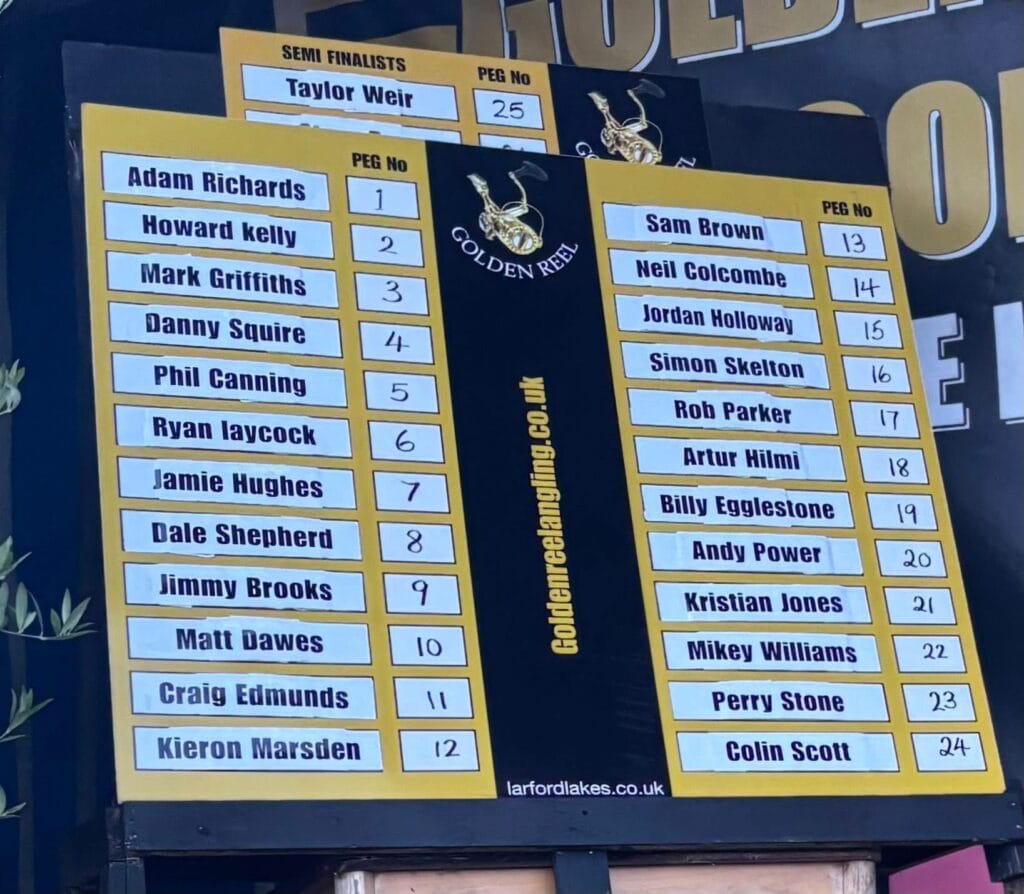 SEMI FINALISTS PEG No
Taylor Weir 25
PEG No
Adam Richards 1
Howard kelly 2
Mark Griffiths 3
Danny Squire 4
Phil Canning 5
Ryan laycock 6
Jamie Hughes 7
Dale Shepherd 8
Jimmy Brooks 9
Matt Dawes 10
Craig Edmunds 11
Kieron Marsden 12
GOLDEN REEL
Goldenreelangling.co.uk
larfordlakes.co.uk
PEG No
Sam Brown 13
Neil Colcombe 14
Jordan Holloway 15
Simon Skelton 16
Rob Parker 17
Artur Hilmi 18
Billy Egglestone 19
Andy Power 20
Kristian Jones 21
Mikey Williams 22
Perry Stone 23
Colin Scott 24